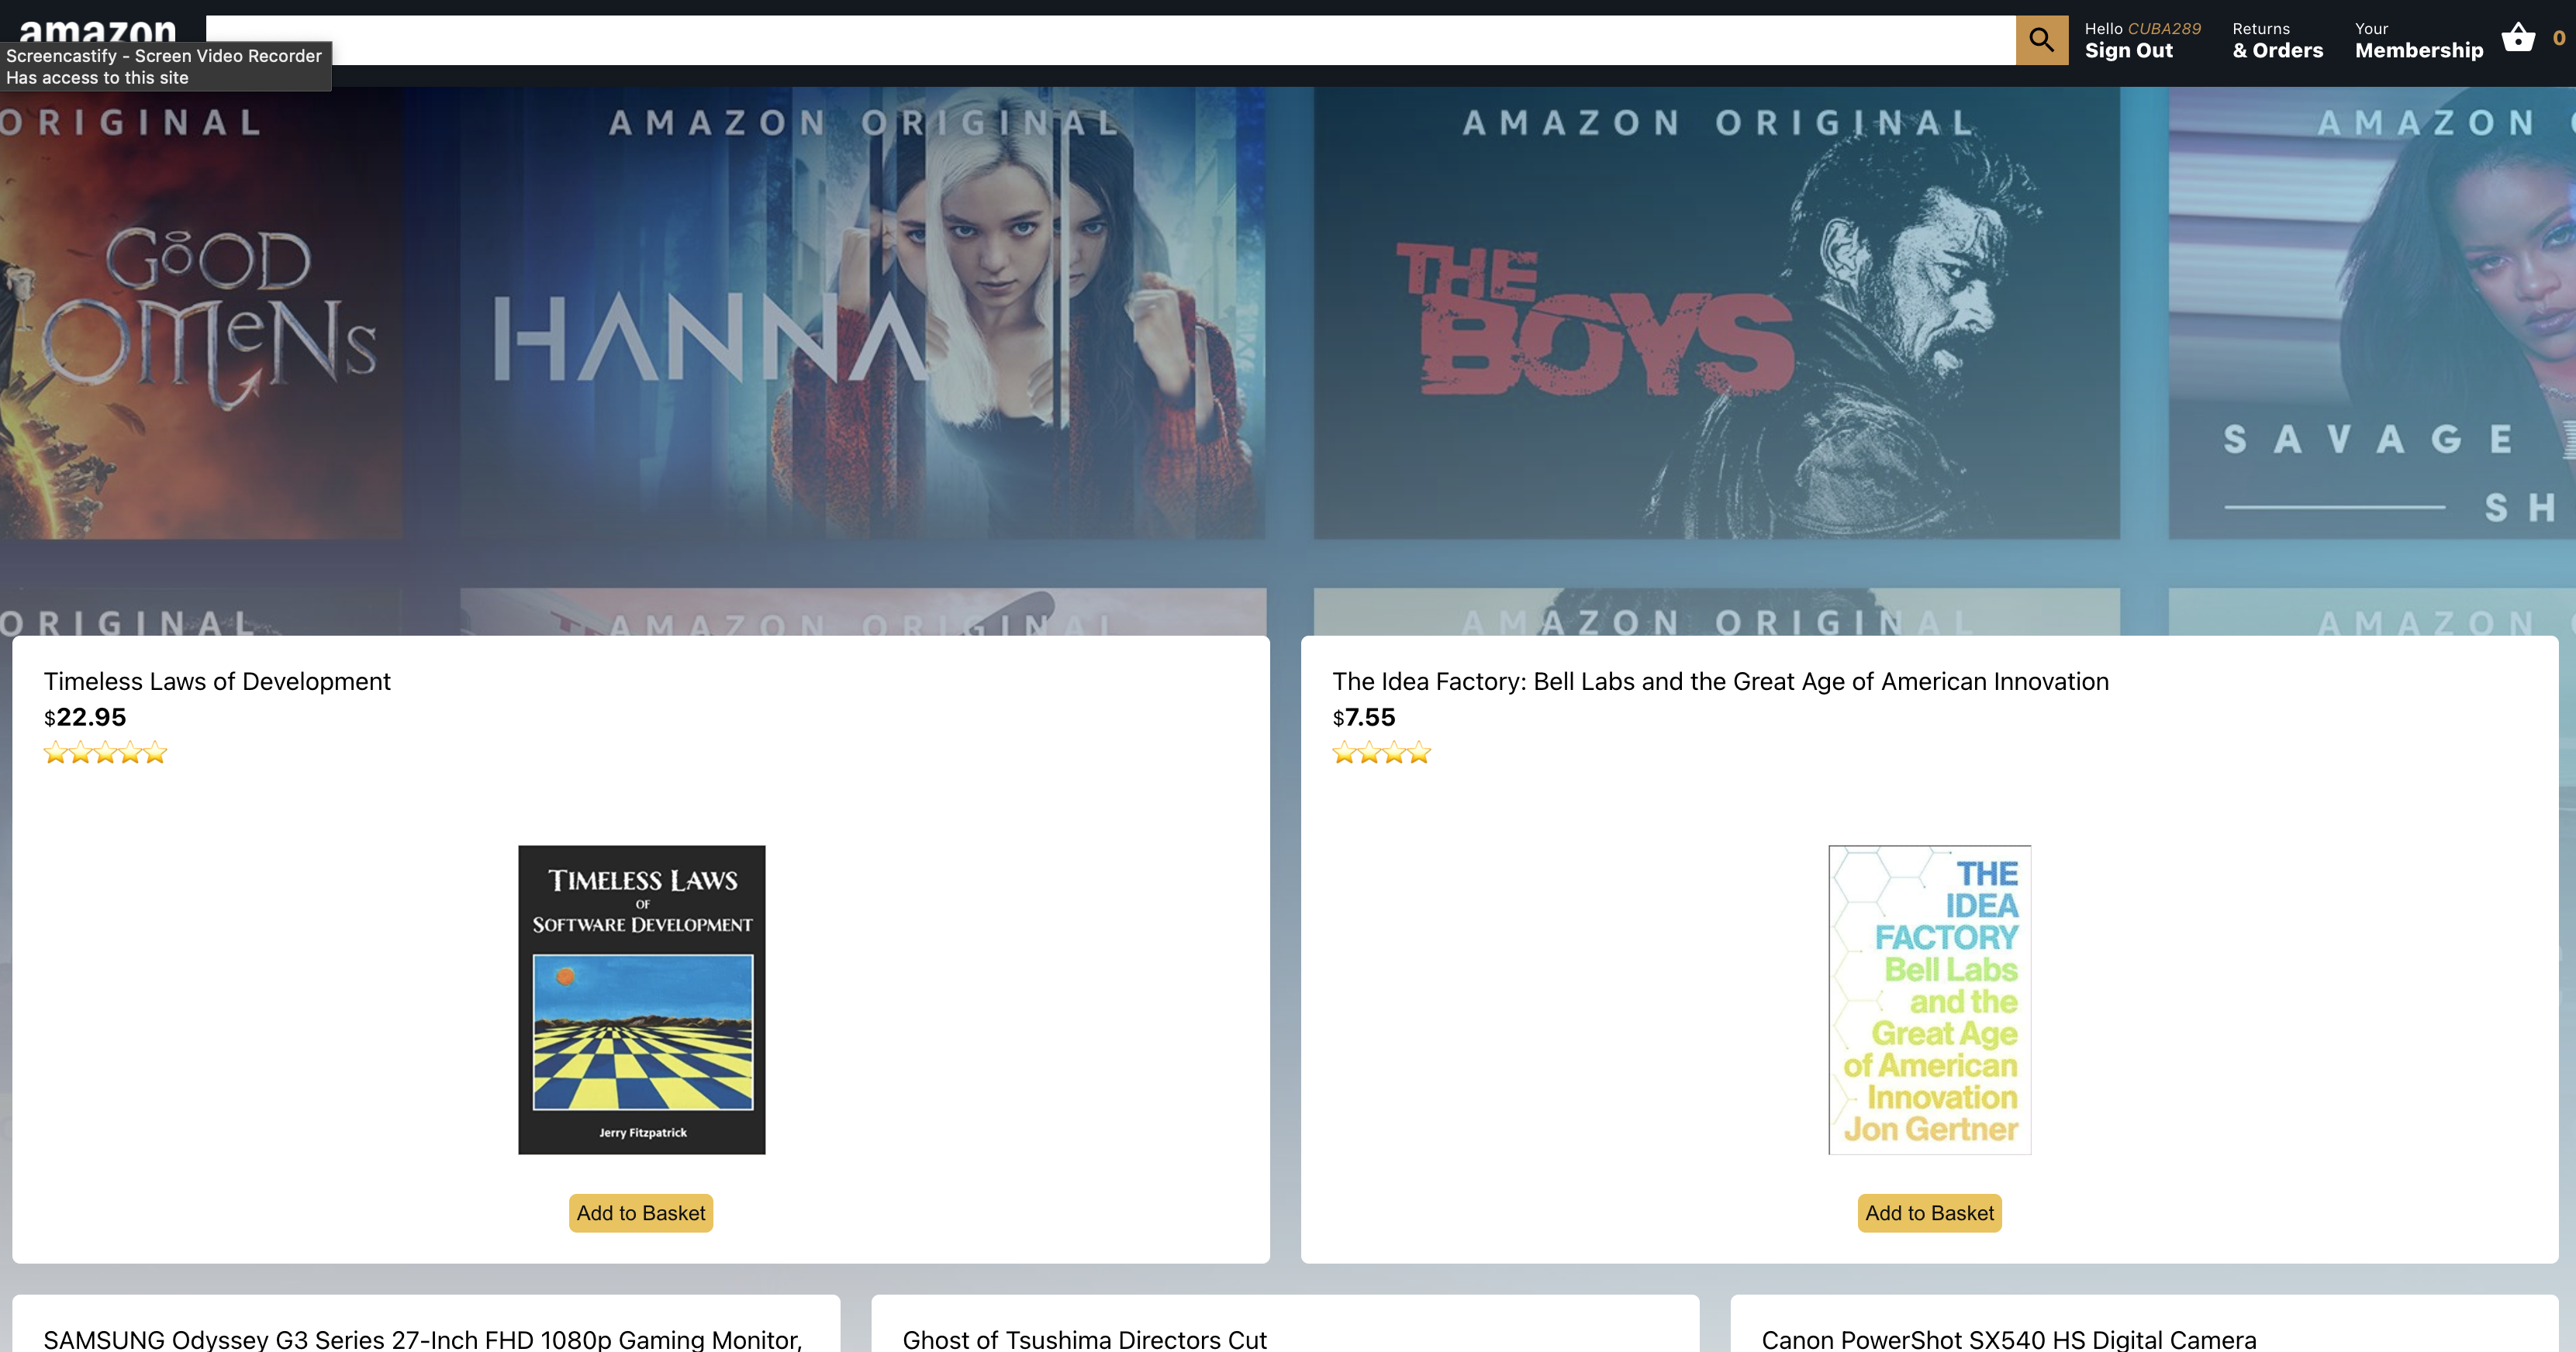 amazon
Screencastify - Screen Video Recorder
Has access to this site
Hello CUBA289
Sign Out
Returns
& Orders
Your
Membership
0
ORIGINAL
AMAZON ORIGINAL
AMAZON ORIGINAL
AMAZON
GOOD
OMENS
HANNA
THE
BOYS
SAVAGE
SH
ORIGINAL
AMAZON ORIGINAL
AMAZON ORIGINAL
AMAZON
Timeless Laws of Development
$22.95
The Idea Factory: Bell Labs and the Great Age of American Innovation
$7.55
TIMELESS LAWS
OF
SOFTWARE DEVELOPMENT
Jerry Fitzpatrick
THE
IDEA
FACTORY
Bell Labs
and the
Great Age
of American
Innovation
Jon Gertner
Add to Basket
Add to Basket
SAMSUNG Odyssey G3 Series 27-Inch FHD 1080p Gaming Monitor,
Ghost of Tsushima Directors Cut
Canon PowerShot SX540 HS Digital Camera